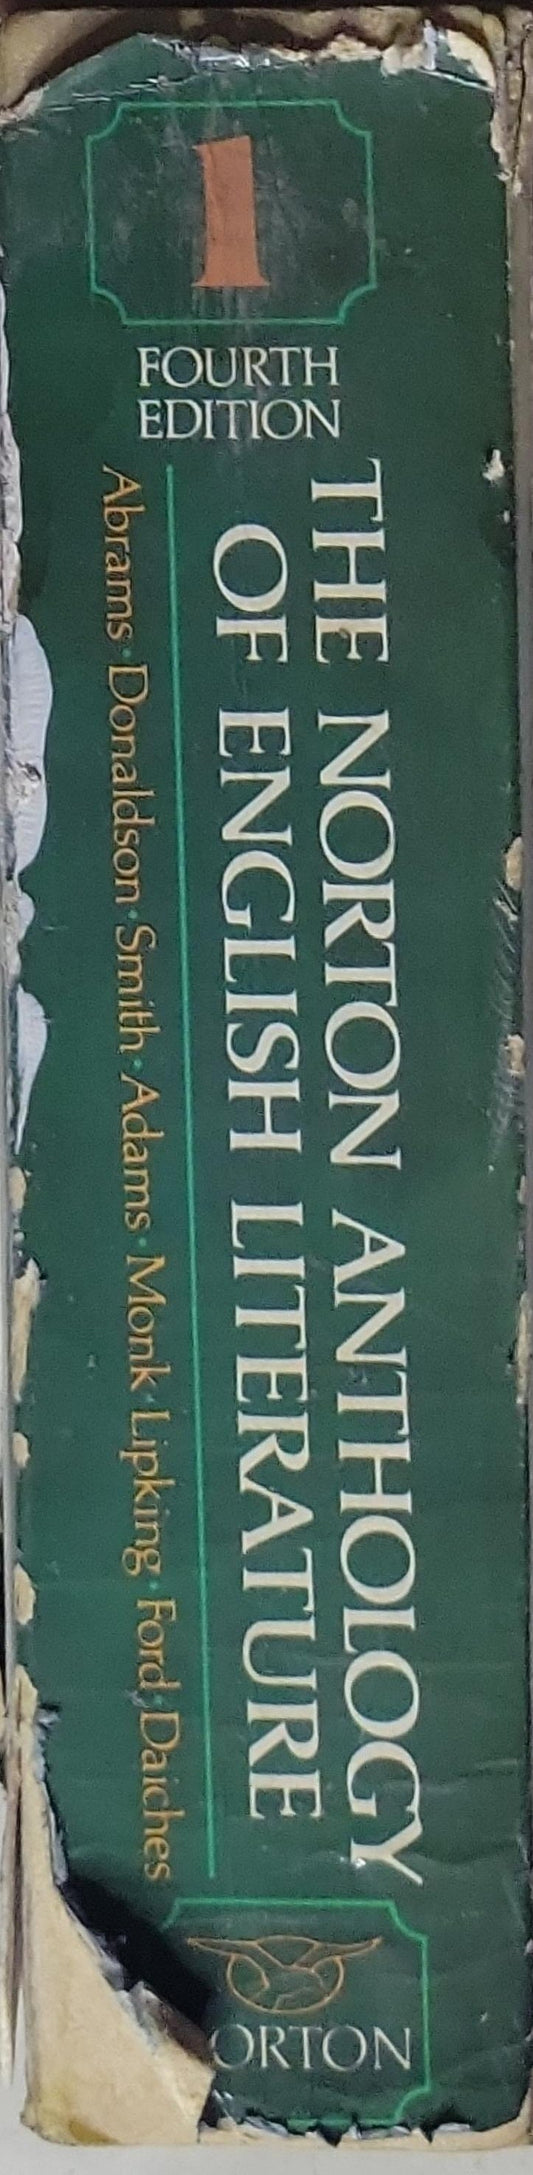 1
FOURTH
EDITION
THE NORTON ANTHOLOGY
OF ENGLISH LITERATURE
Abrams · Donaldson · Smith · Adams · Monk · Lipking · Ford · Daiches
ORTON